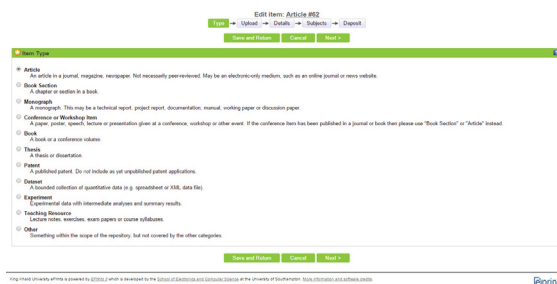 Edit item: Article #62
Type → Upload → Details → Subjects → Deposit
Save and Return Cancel Next >
Item Type
Article
An article in a journal, magazine, newspaper. Not necessarily peer-reviewed. May be an electronic-only medium, such as an online journal or news website.
Book Section
A chapter or section in a book.
Monograph
A monograph. This may be a technical report, project report, documentation, manual, working paper or discussion paper.
Conference or Workshop Item
A paper, poster, speech, lecture or presentation given at a conference, workshop or other event. If the conference item has been published in a journal or book then please use "Book Section" or "Article" instead.
Book
A book or a conference volume.
Thesis
A thesis or dissertation.
Patent
A published patent. Do not include as yet unpublished patent applications.
Dataset
A bounded collection of quantitative data (e.g. spreadsheet or XML data file).
Experiment
Experimental data with intermediate analyses and summary results.
Teaching Resource
Lecture notes, exercises, exam papers or course syllabuses.
Other
Something within the scope of the repository, but not covered by the other categories.
Save and Return Cancel Next >
King Khalid University ePrints is powered by EPrints 3 which is developed by the School of Electronics and Computer Science at the University of Southampton. More information and software credits.
eprin